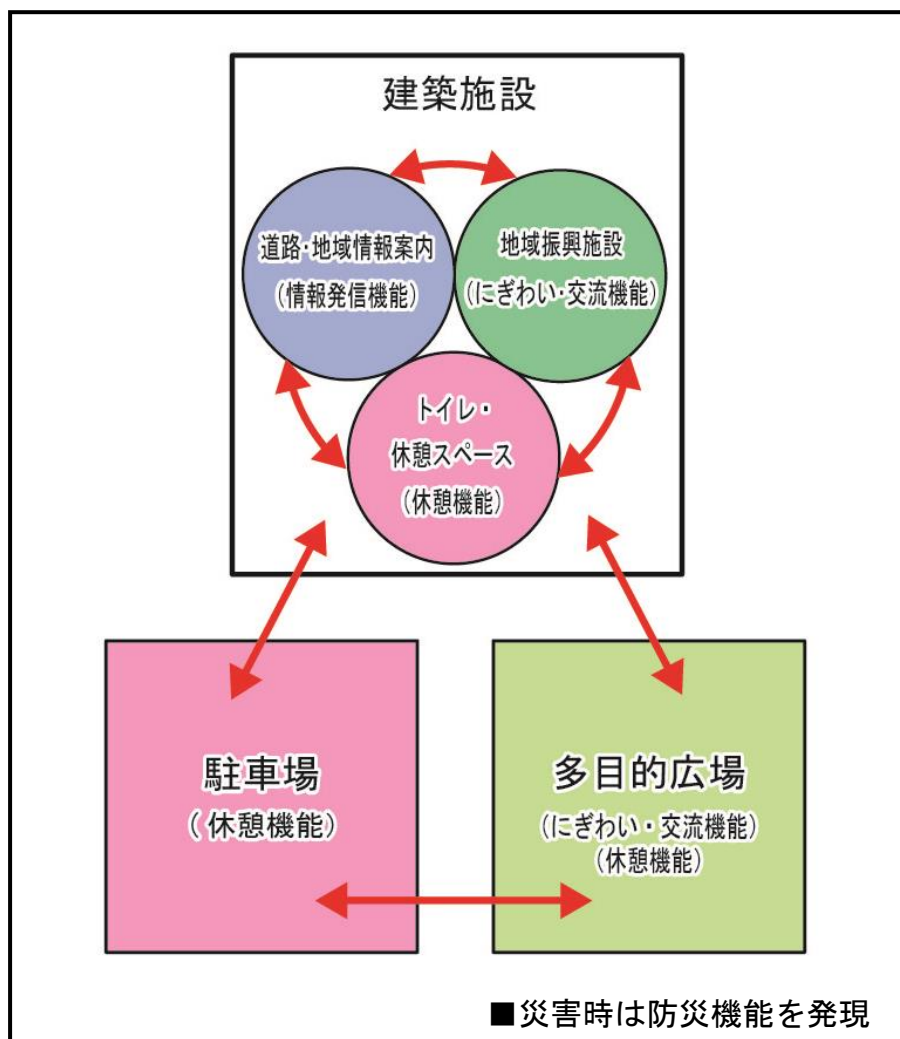 建築施設
道路・地域情報案内
(情報発信機能)
地域振興施設
(にぎわい・交流機能)
トイレ・
休憩スペース
(休憩機能)
駐車場
(休憩機能)
多目的広場
(にぎわい・交流機能)
(休憩機能)
■災害時は防災機能を発現